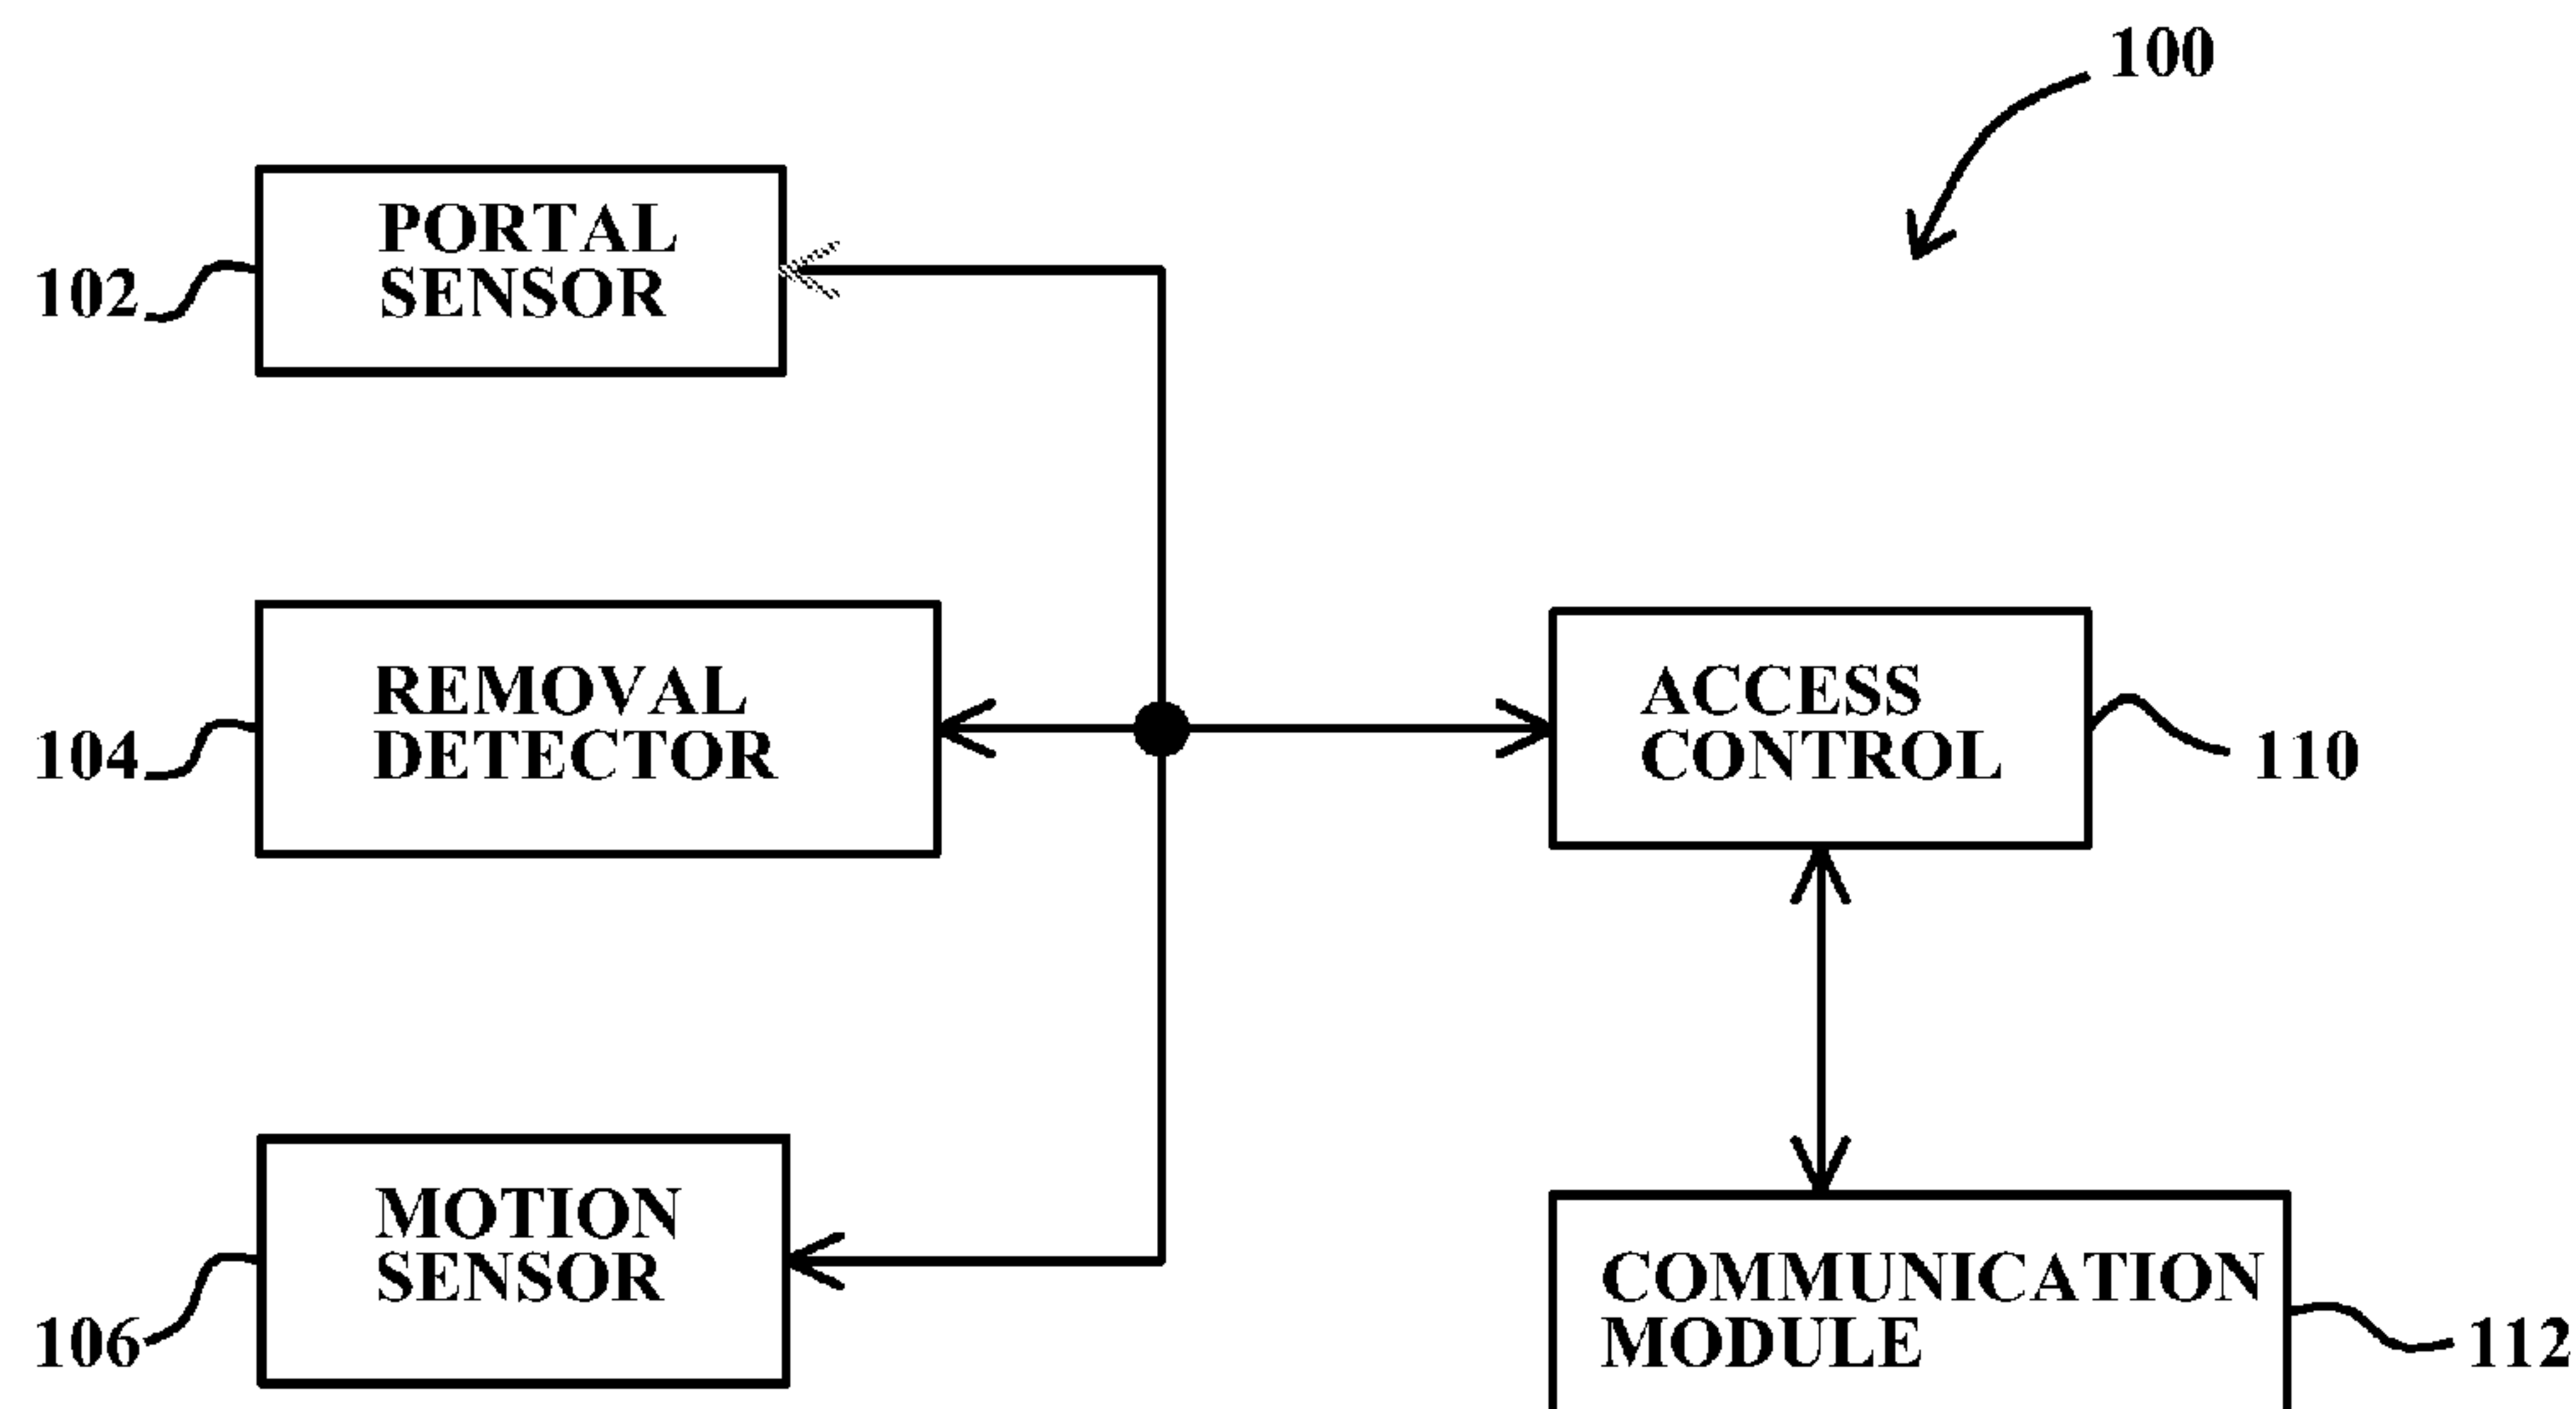 100
PORTAL
SENSOR
102
REMOVAL
DETECTOR
104
ACCESS
CONTROL
110
MOTION
SENSOR
106
COMMUNICATION
MODULE
112